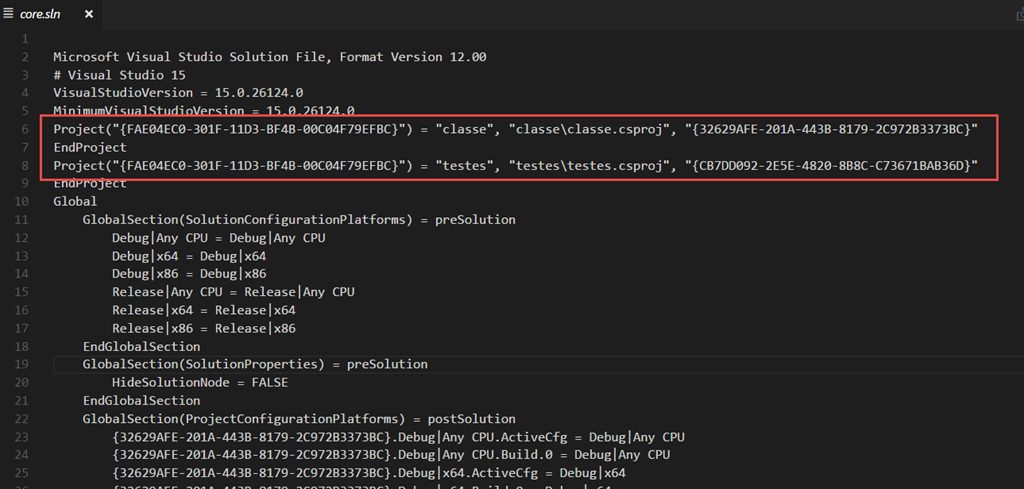 core.sln
1
2 Microsoft Visual Studio Solution File, Format Version 12.00
3 # Visual Studio 15
4 VisualStudioVersion = 15.0.26124.0
5 MinimumVisualStudioVersion = 15.0.26124.0
6 Project("{FAE04EC0-301F-11D3-BF4B-00C04F79EFBC}") = "classe", "classe\classe.csproj", "{32629AFE-201A-443B-8179-2C972B3373BC}"
7 EndProject
8 Project("{FAE04EC0-301F-11D3-BF4B-00C04F79EFBC}") = "testes", "testes\testes.csproj", "{CB7DD092-2E5E-4820-8B8C-C73671BAB36D}"
9 EndProject
10 Global
11 GlobalSection(SolutionConfigurationPlatforms) = preSolution
12 Debug|Any CPU = Debug|Any CPU
13 Debug|x64 = Debug|x64
14 Debug|x86 = Debug|x86
15 Release|Any CPU = Release|Any CPU
16 Release|x64 = Release|x64
17 Release|x86 = Release|x86
18 EndGlobalSection
19 GlobalSection(SolutionProperties) = preSolution
20 HideSolutionNode = FALSE
21 EndGlobalSection
22 GlobalSection(ProjectConfigurationPlatforms) = postSolution
23 {32629AFE-201A-443B-8179-2C972B3373BC}.Debug|Any CPU.ActiveCfg = Debug|Any CPU
24 {32629AFE-201A-443B-8179-2C972B3373BC}.Debug|Any CPU.Build.0 = Debug|Any CPU
25 {32629AFE-201A-443B-8179-2C972B3373BC}.Debug|x64.ActiveCfg = Debug|x64